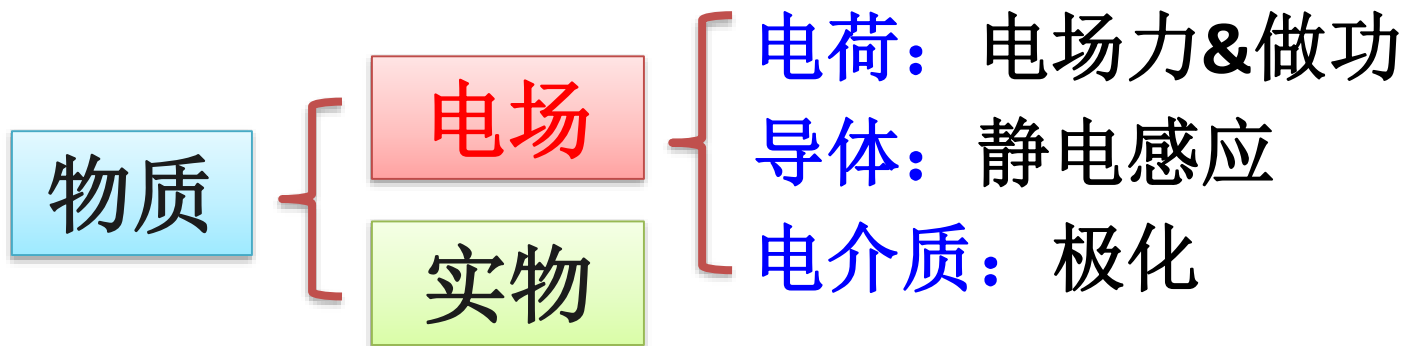 物质
电场
实物
电荷：电场力&做功
导体：静电感应
电介质：极化